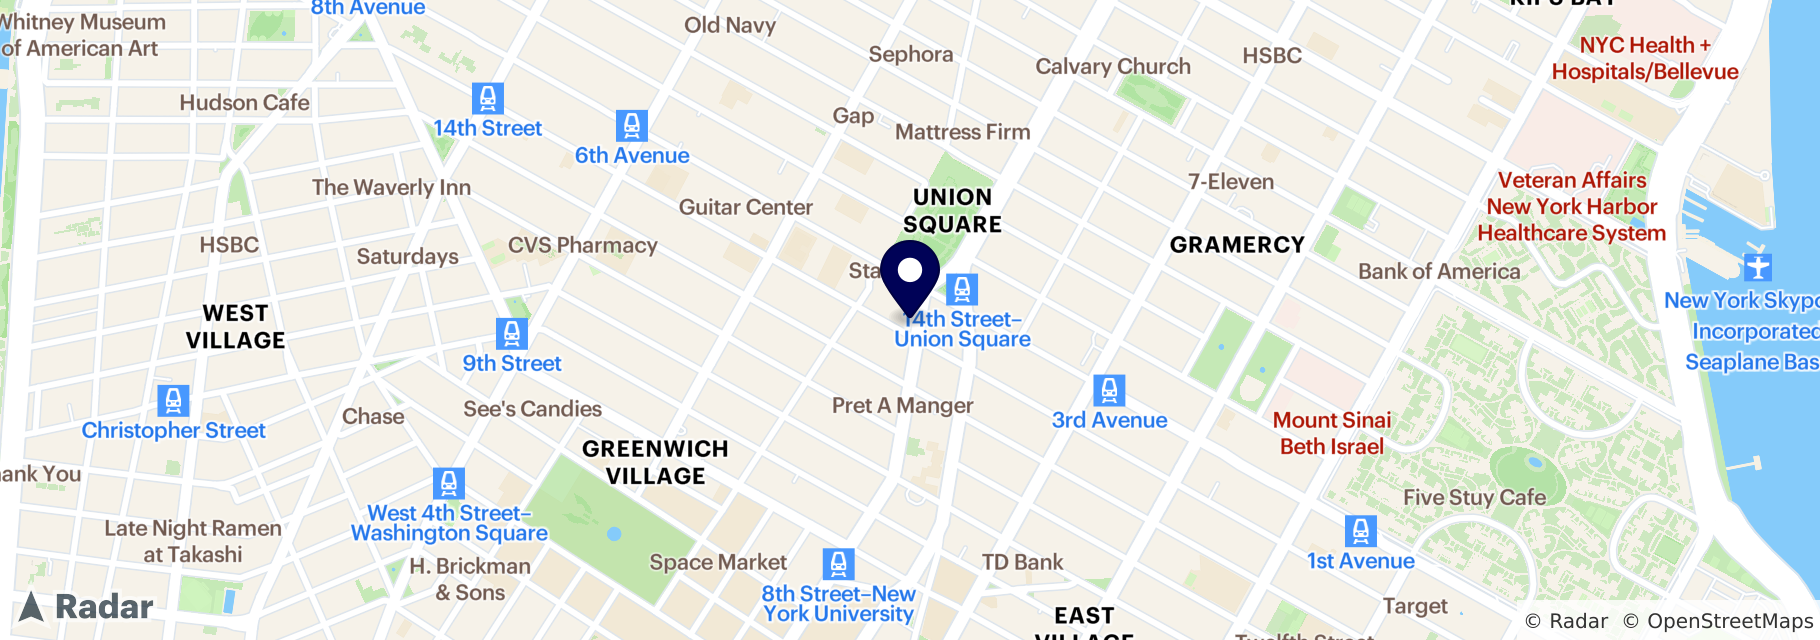 8th Avenue
Whitney Museum
of American Art
Old Navy
Sephora
Calvary Church
HSBC
NYC Health +
Hospitals/Bellevue
Hudson Cafe
14th Street
6th Avenue
Gap
Mattress Firm
The Waverly Inn
Guitar Center
UNION
SQUARE
7-Eleven
Veteran Affairs
New York Harbor
Healthcare System
HSBC
Saturdays
CVS Pharmacy
Sta
GRAMERCY
Bank of America
WEST
VILLAGE
9th Street
14th Street–
Union Square
New York Skypo
Incorporated
Seaplane Bas
Christopher Street
Chase
See's Candies
Pret A Manger
3rd Avenue
Mount Sinai
Beth Israel
GREENWICH
VILLAGE
hank You
West 4th Street–
Washington Square
Late Night Ramen
at Takashi
H. Brickman
& Sons
Space Market
8th Street–New
York University
TD Bank
Five Stuy Cafe
1st Avenue
Target
EAST
VILLAGE
Twelfth Street
Radar
© Radar © OpenStreetMaps